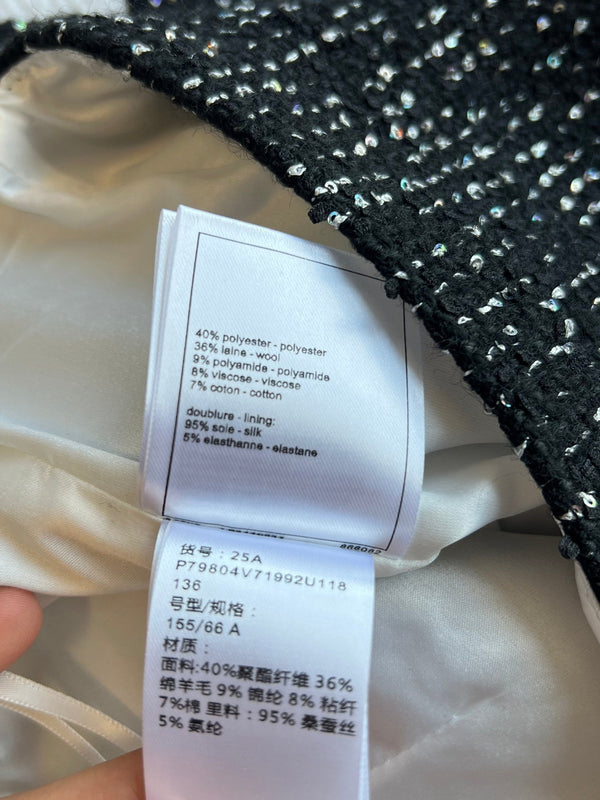 40% polyester - polyester
36% laine - wool
9% polyamide - polyamide
8% viscose - viscose
7% coton - cotton
doublure - lining:
95% soie - silk
5% elasthanne - elastane
866082
货号：25A
P79804V71992U118
136
号型/规格：
155/66 A
材质：
面料:40%聚酯纤维 36%
绵羊毛 9% 锦纶 8% 粘纤
7%棉 里料：95% 桑蚕丝
5% 氨纶